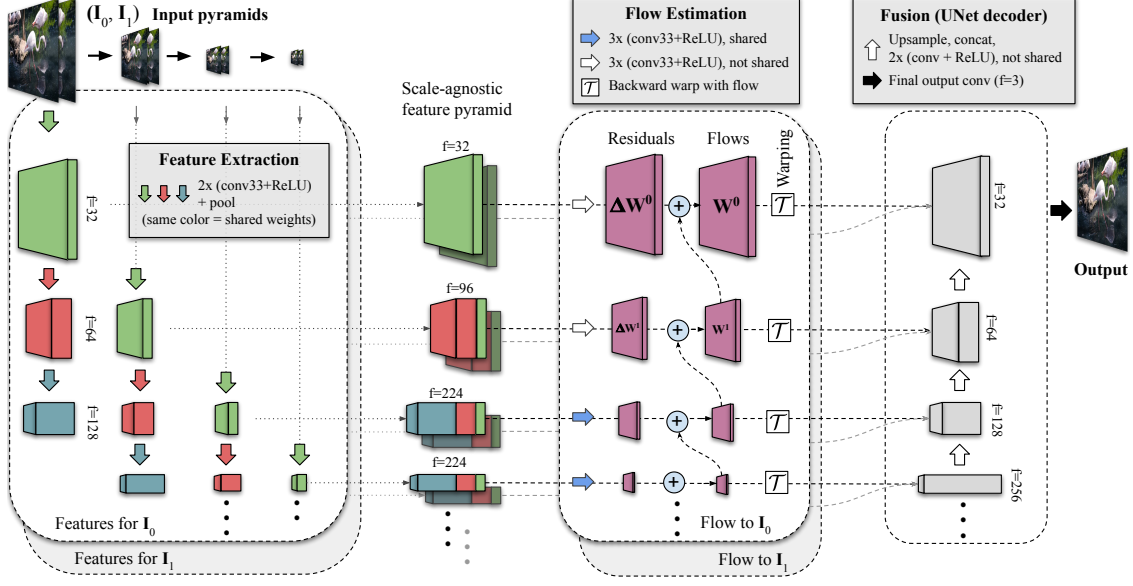 (I0, I1) Input pyramids
Feature Extraction
2x (conv33+ReLU)
+ pool
(same color = shared weights)
f=32
f=64
f=128
Features for I0
Features for I1
Scale-agnostic
feature pyramid
f=32
f=96
f=224
f=224
Flow Estimation
3x (conv33+ReLU), shared
3x (conv33+ReLU), not shared
T Backward warp with flow
Residuals Flows Warping
ΔW⁰ + W⁰ T
ΔW¹ + W¹ T
+ T
+ T
Flow to I0
Flow to I1
Fusion (UNet decoder)
Upsample, concat,
2x (conv + ReLU), not shared
Final output conv (f=3)
f=32
f=64
f=128
f=256
Output